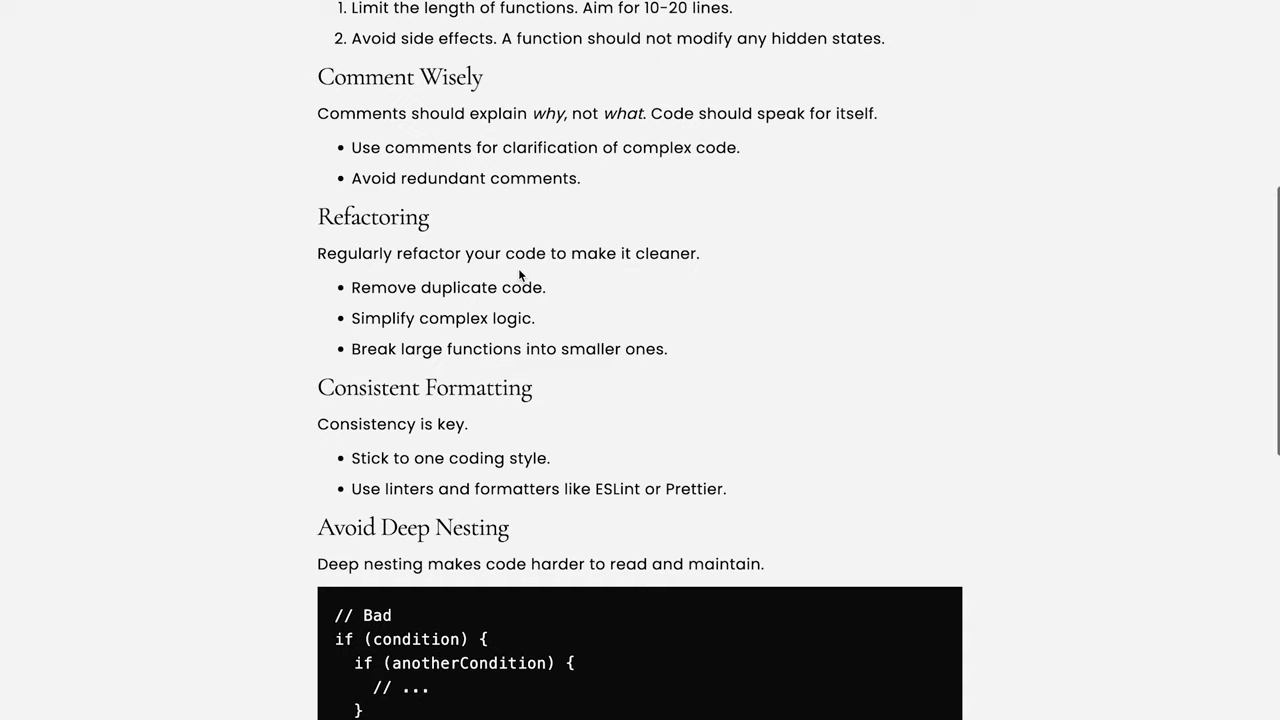 1. Limit the length of functions. Aim for 10-20 lines.
2. Avoid side effects. A function should not modify any hidden states.
Comment Wisely
Comments should explain why, not what. Code should speak for itself.
• Use comments for clarification of complex code.
• Avoid redundant comments.
Refactoring
Regularly refactor your code to make it cleaner.
• Remove duplicate code.
• Simplify complex logic.
• Break large functions into smaller ones.
Consistent Formatting
Consistency is key.
• Stick to one coding style.
• Use linters and formatters like ESLint or Prettier.
Avoid Deep Nesting
Deep nesting makes code harder to read and maintain.
// Bad
if (condition) {
  if (anotherCondition) {
    // ...
  }